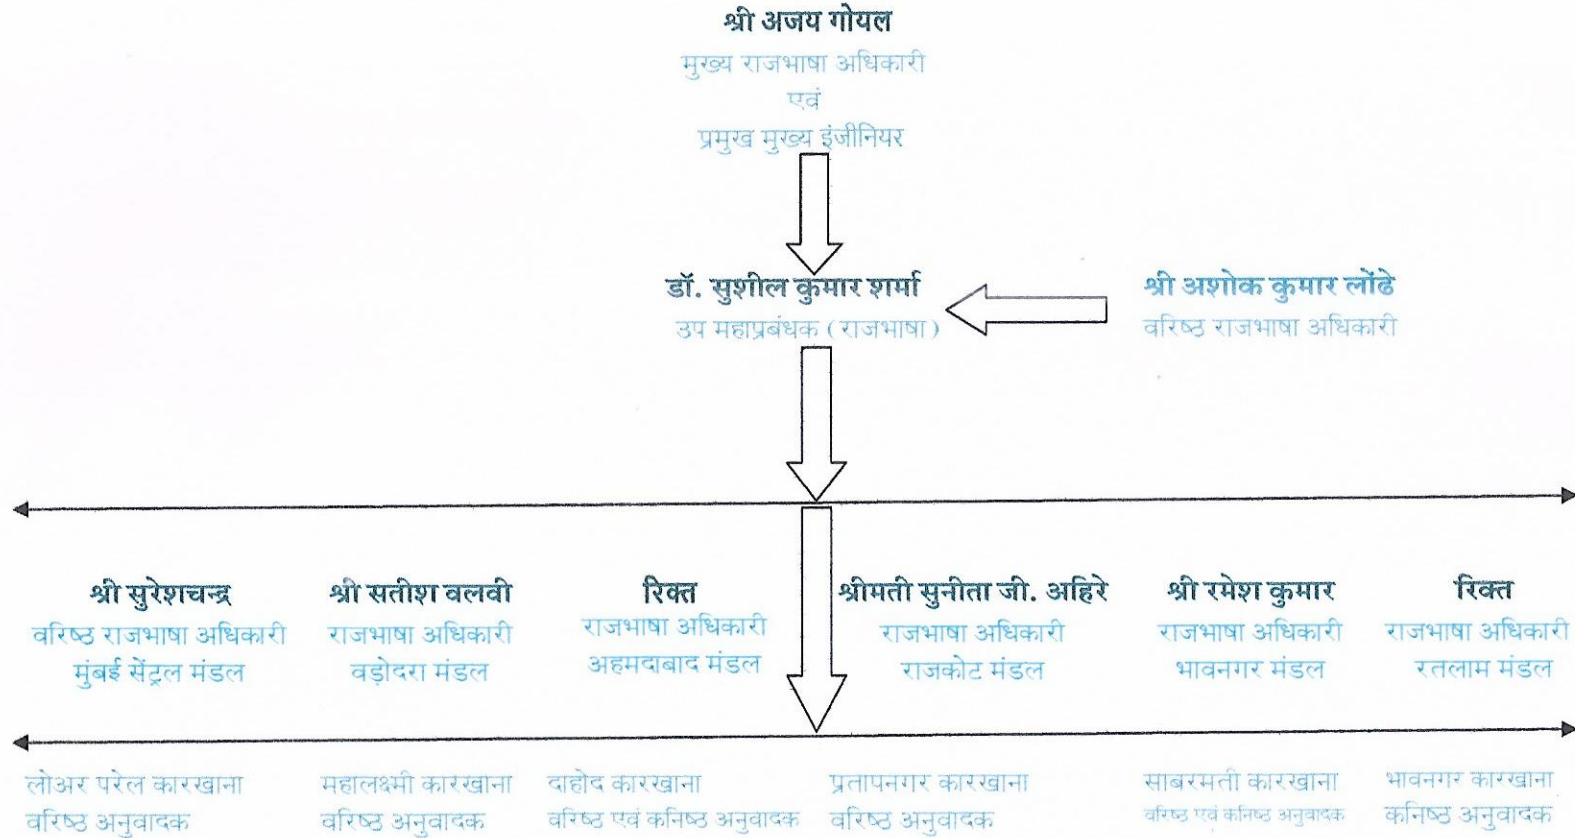 श्री अजय गोयल
मुख्य राजभाषा अधिकारी
एवं
प्रमुख मुख्य इंजीनियर
डॉ. सुशील कुमार शर्मा
उप महाप्रबंधक (राजभाषा)
श्री अशोक कुमार लोंढे
वरिष्ठ राजभाषा अधिकारी
श्री सुरेशचन्द्र
वरिष्ठ राजभाषा अधिकारी
मुंबई सेंट्रल मंडल
श्री सतीश वलवी
राजभाषा अधिकारी
वड़ोदरा मंडल
रिक्त
राजभाषा अधिकारी
अहमदाबाद मंडल
श्रीमती सुनीता जी. अहिरे
राजभाषा अधिकारी
राजकोट मंडल
श्री रमेश कुमार
राजभाषा अधिकारी
भावनगर मंडल
रिक्त
राजभाषा अधिकारी
रतलाम मंडल
लोअर परेल कारखाना
वरिष्ठ अनुवादक
महालक्ष्मी कारखाना
वरिष्ठ अनुवादक
दाहोद कारखाना
वरिष्ठ एवं कनिष्ठ अनुवादक
प्रतापनगर कारखाना
वरिष्ठ अनुवादक
साबरमती कारखाना
वरिष्ठ एवं कनिष्ठ अनुवादक
भावनगर कारखाना
कनिष्ठ अनुवादक